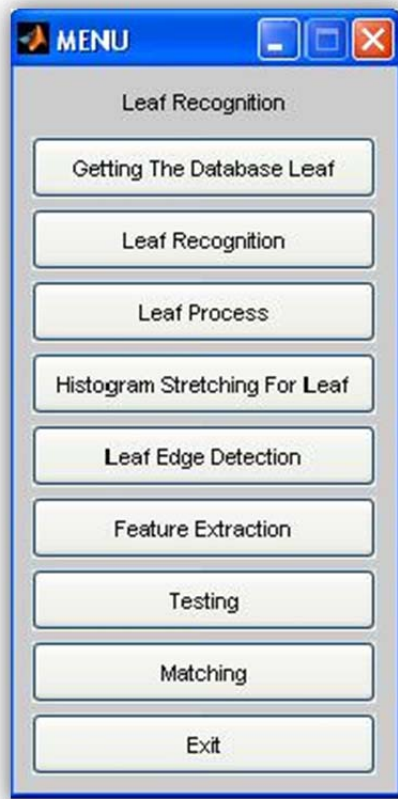 MENU
Leaf Recognition
Getting The Database Leaf
Leaf Recognition
Leaf Process
Histogram Stretching For Leaf
Leaf Edge Detection
Feature Extraction
Testing
Matching
Exit